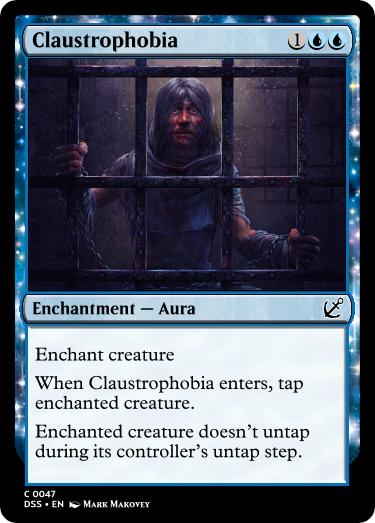 Claustrophobia 1
Enchantment — Aura
Enchant creature
When Claustrophobia enters, tap
enchanted creature.
Enchanted creature doesn't untap
during its controller's untap step.
C 0047
DSS • EN Mark Makovey